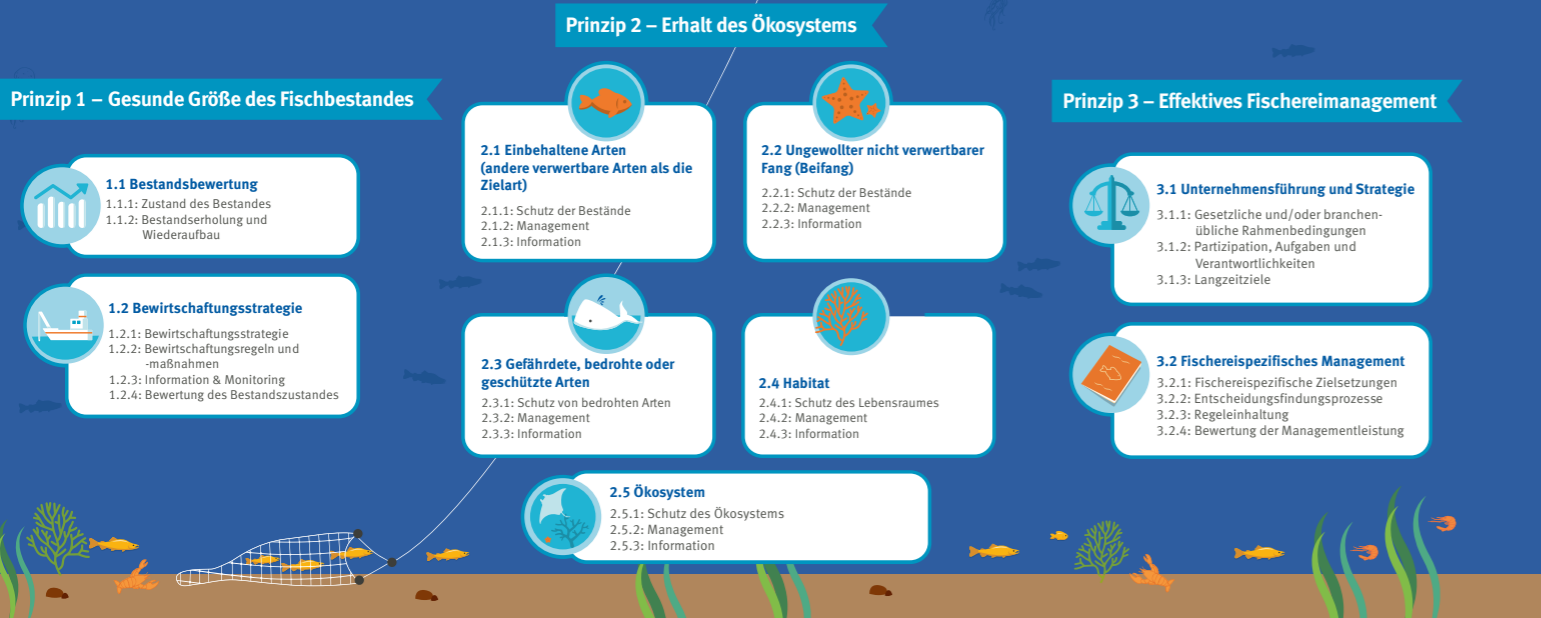 Prinzip 1 – Gesunde Größe des Fischbestandes
1.1 Bestandsbewertung
1.1.1: Zustand des Bestandes
1.1.2: Bestandserholung und
Wiederaufbau
1.2 Bewirtschaftungsstrategie
1.2.1: Bewirtschaftungsstrategie
1.2.2: Bewirtschaftungsregeln und
-maßnahmen
1.2.3: Information & Monitoring
1.2.4: Bewertung des Bestandszustandes
Prinzip 2 – Erhalt des Ökosystems
2.1 Einbehaltene Arten
(andere verwertbare Arten als die
Zielart)
2.1.1: Schutz der Bestände
2.1.2: Management
2.1.3: Information
2.2 Ungewollter nicht verwertbarer
Fang (Beifang)
2.2.1: Schutz der Bestände
2.2.2: Management
2.2.3: Information
2.3 Gefährdete, bedrohte oder
geschützte Arten
2.3.1: Schutz von bedrohten Arten
2.3.2: Management
2.3.3: Information
2.4 Habitat
2.4.1: Schutz des Lebensraumes
2.4.2: Management
2.4.3: Information
2.5 Ökosystem
2.5.1: Schutz des Ökosystems
2.5.2: Management
2.5.3: Information
Prinzip 3 – Effektives Fischereimanagement
3.1 Unternehmensführung und Strategie
3.1.1: Gesetzliche und/oder branchen-
übliche Rahmenbedingungen
3.1.2: Partizipation, Aufgaben und
Verantwortlichkeiten
3.1.3: Langzeitziele
3.2 Fischereispezifisches Management
3.2.1: Fischereispezifische Zielsetzungen
3.2.2: Entscheidungsfindungsprozesse
3.2.3: Regeleinhaltung
3.2.4: Bewertung der Managementleistung